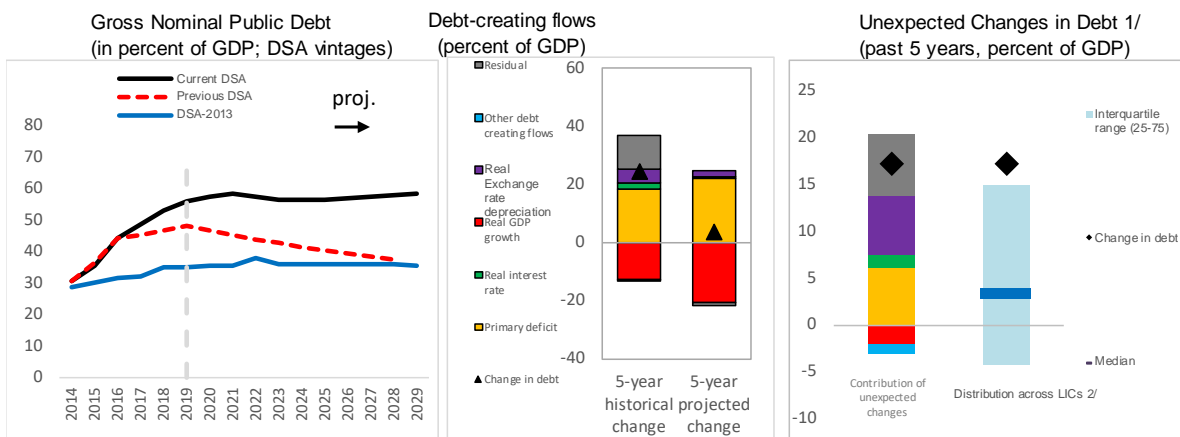 Gross Nominal Public Debt
(in percent of GDP; DSA vintages)
Current DSA
Previous DSA
DSA-2013
proj.
80
70
60
50
40
30
20
10
0
2014
2015
2016
2017
2018
2019
2020
2021
2022
2023
2024
2025
2026
2027
2028
2029
Debt-creating flows
(percent of GDP)
Residual
Other debt
creating flows
Real
Exchange
rate
depreciation
Real GDP
growth
Real interest
rate
Primary deficit
Change in debt
60
40
20
0
-20
-40
5-year
historical
change
5-year
projected
change
Unexpected Changes in Debt 1/
(past 5 years, percent of GDP)
25
20
15
10
5
0
-5
-10
Contribution of
unexpected
changes
Distribution across LICs 2/
Interquartile
range (25-75)
Change in debt
Median